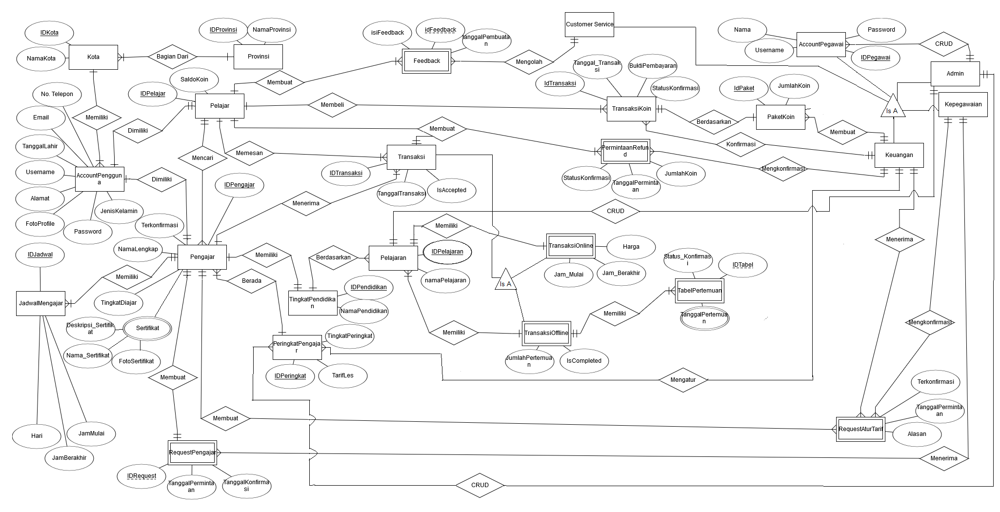 Customer Service
IDKota
IDProvinsi
NamaProvinsi
isiFeedback
idFeedback
tanggalPembuata
n
Nama
Password
AccountPegawai
CRUD
Username
IDPegawai
NamaKota
Kota
Bagian Dari
Provinsi
Feedback
Mengolah
Tanggal_Transak
si
BuktiPembayaran
Admin
SaldoKoin
Membuat
IdTransaksi
StatusKonfirmasi
IdPaket
JumlahKoin
No. Telepon
IDPelajar
Pelajar
Membeli
TransaksiKoin
Berdasarkan
PaketKoin
Is A
Kepegawaian
Email
Memiliki
Dimiliki
Membuat
Membuat
TanggalLahir
Mencari
Memesan
Transaksi
PermintaanRefun
d
Konfirmasi
Keuangan
Username
AccountPenggun
a
Dimiliki
IDTransaksi
StatusKonfirmasi
TanggalPerminta
an
JumlahKoin
Mengkonfirmasi
Alamat
IDPengajar
TanggalTransaksi
IsAccepted
JenisKelamin
Menerima
CRUD
FotoProfile
Password
Terkonfirmasi
Memiliki
NamaLengkap
IDJadwal
Pengajar
Memiliki
Berdasarkan
Pelajaran
IDPelajaran
TransaksiOnline
Harga
Menerima
Status_Konfirmas
i
IDTabel
Memiliki
Berada
namaPelajaran
Jam_Mulai
Jam_Berakhir
Is A
JadwalMengajar
TingkatDiajar
TingkatPendidika
n
IDPendidikan
NamaPendidikan
TabelPertemuan
Memiliki
TanggalPertemua
n
Deskripsi_Sertifik
at
Sertifikat
Mengkonfirmasi
Nama_Sertifikat
FotoSertifikat
PeringkatPengaja
r
TingkatPeringkat
Memiliki
TransaksiOffline
JumlahPertemua
n
IsCompleted
Membuat
IDPeringkat
TarifLes
Mengatur
Terkonfirmasi
TanggalPerminta
an
Membuat
RequestAturTarif
Alasan
Hari
JamMulai
JamBerakhir
RequestPengajar
Menerima
IDRequest
TanggalPerminta
an
TanggalKonfirma
si
CRUD